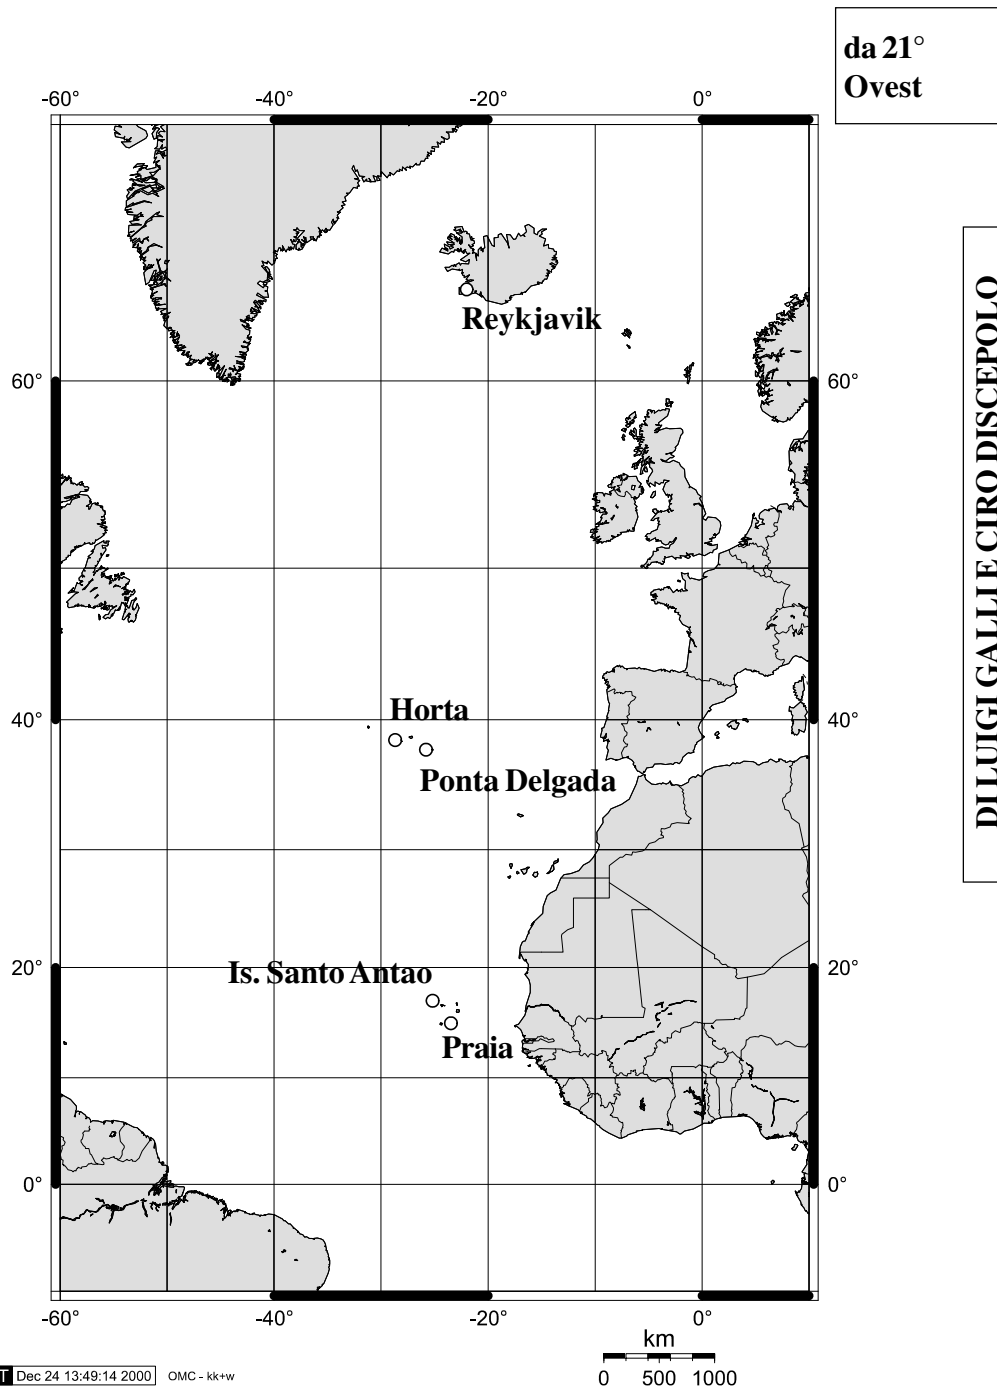 da 21°
Ovest
-60°
-40°
-20°
0°
DI LUIGI GALLI E CIRO DISCEPOLO
Reykjavik
60°
60°
Horta
40°
40°
Ponta Delgada
Is. Santo Antao
20°
20°
Praia
0°
0°
-60°
-40°
-20°
0°
km
0 500 1000
T Dec 24 13:49:14 2000 OMC - kk+w